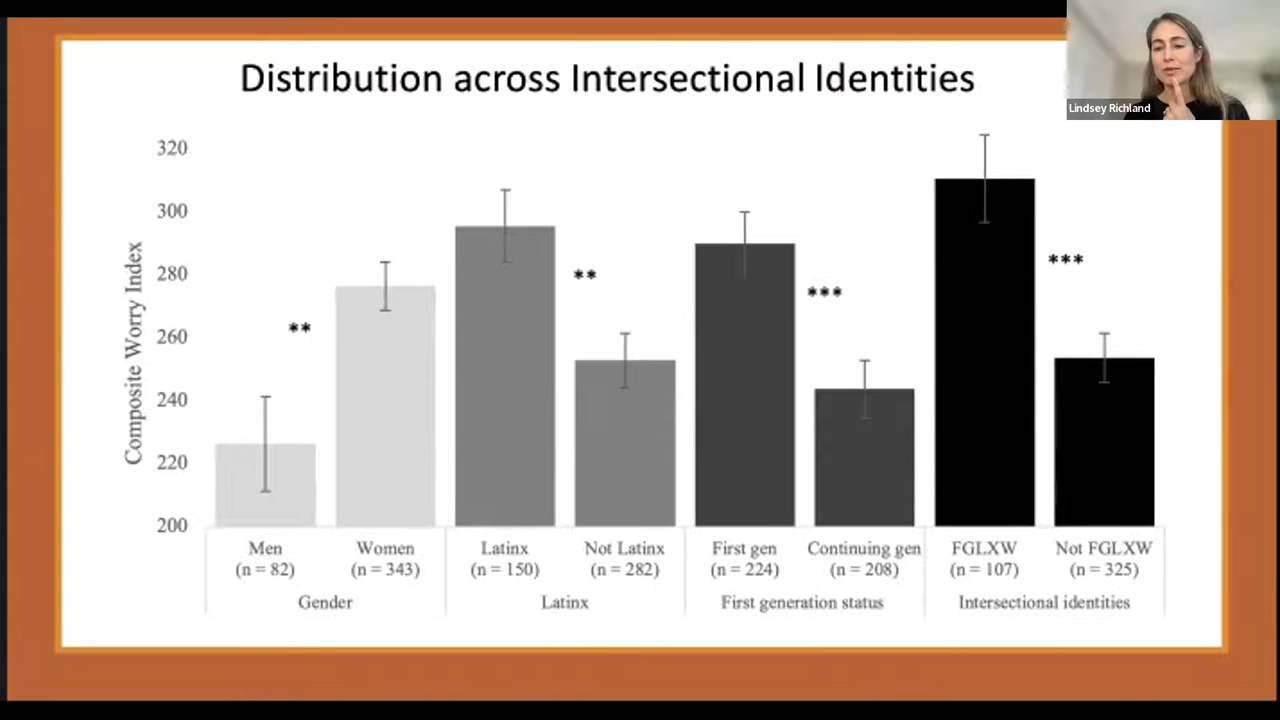 Distribution across Intersectional Identities
Lindsey Richland
Composite Worry Index
320
300
280
260
240
220
200
**
**
***
***
Men
(n = 82)
Women
(n = 343)
Latinx
(n = 150)
Not Latinx
(n = 282)
First gen
(n = 224)
Continuing gen
(n = 208)
FGLXW
(n = 107)
Not FGLXW
(n = 325)
Gender
Latinx
First generation status
Intersectional identities